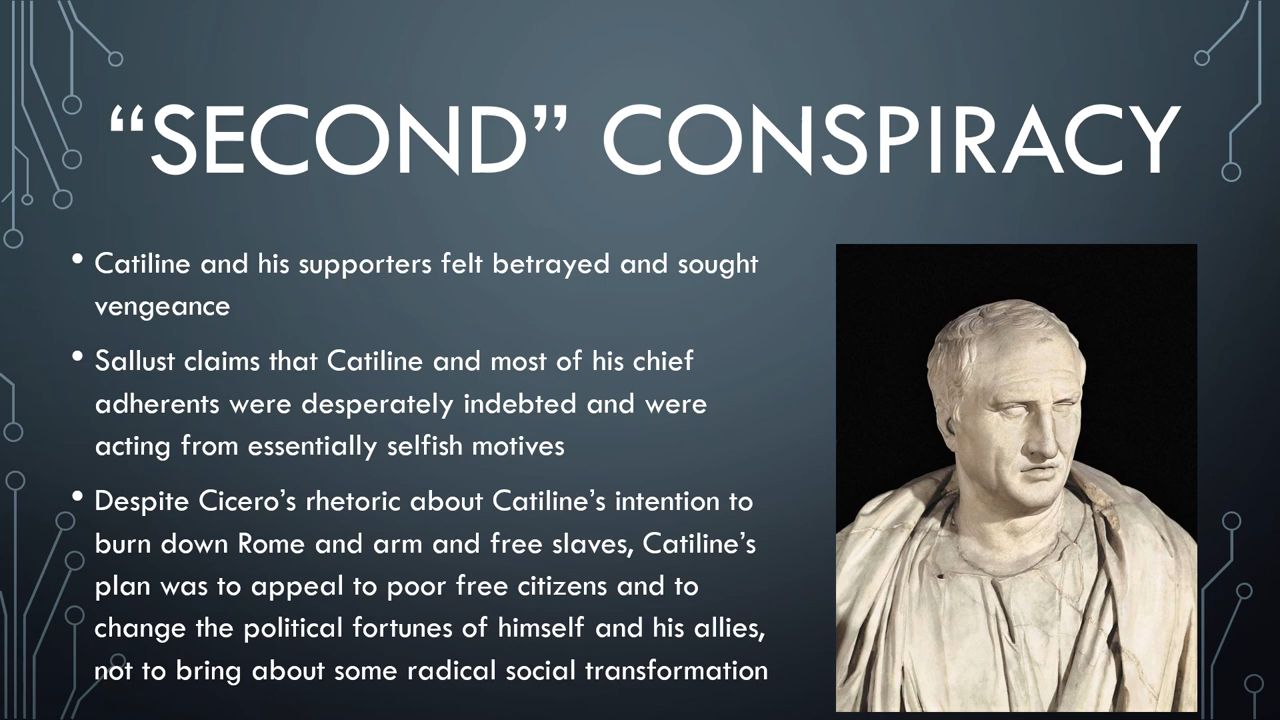 “SECOND” CONSPIRACY
• Catiline and his supporters felt betrayed and sought
vengeance
• Sallust claims that Catiline and most of his chief
adherents were desperately indebted and were
acting from essentially selfish motives
• Despite Cicero’s rhetoric about Catiline’s intention to
burn down Rome and arm and free slaves, Catiline’s
plan was to appeal to poor free citizens and to
change the political fortunes of himself and his allies,
not to bring about some radical social transformation